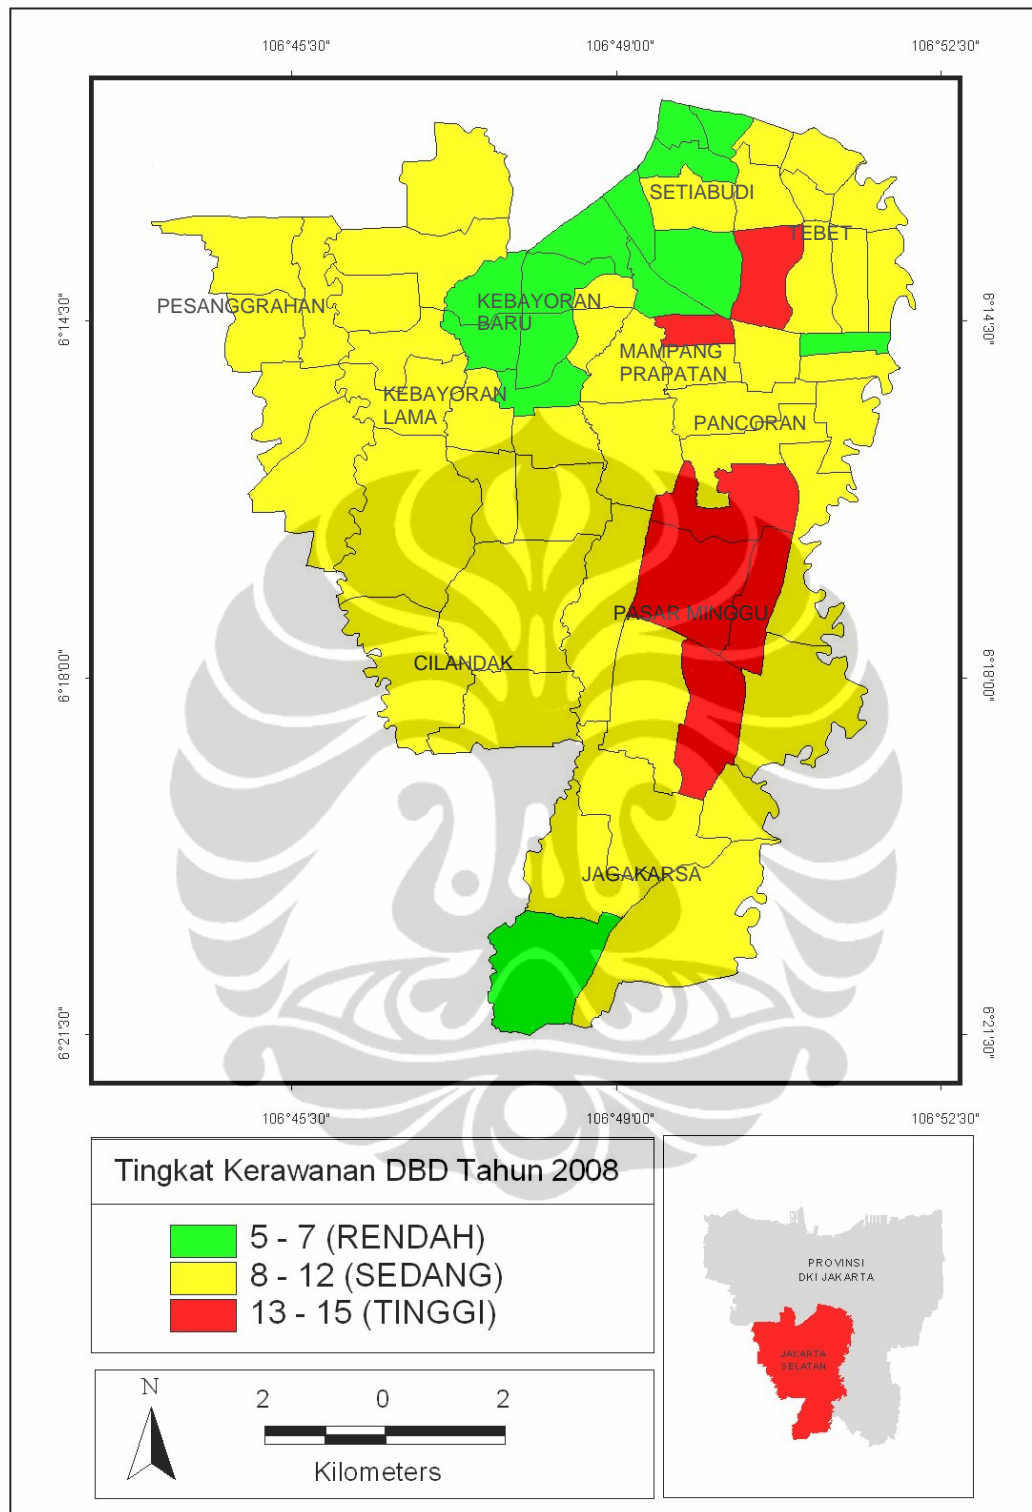 106°45'30"
106°49'00"
106°52'30"
SETIABUDI
TEBET
PESANGGRAHAN
KEBAYORAN
BARU
6°14'30"
6°14'30"
MAMPANG
PRAPATAN
KEBAYORAN
LAMA
PANCORAN
PASAR MINGGU
CILANDAK
6°18'00"
6°18'00"
JAGAKARSA
6°21'30"
6°21'30"
106°45'30"
106°49'00"
106°52'30"
Tingkat Kerawanan DBD Tahun 2008
5 - 7 (RENDAH)
8 - 12 (SEDANG)
13 - 15 (TINGGI)
N
2 0 2
Kilometers
PROVINSI
DKI JAKARTA
JAKARTA
SELATAN